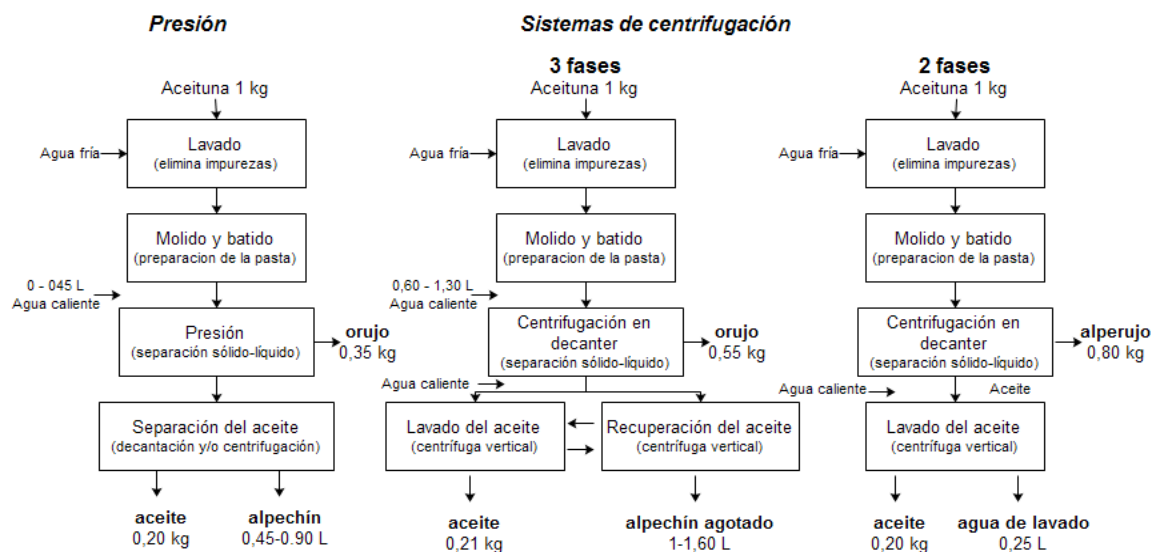 Presión
Sistemas de centrifugación
3 fases
2 fases
Aceituna 1 kg
Aceituna 1 kg
Aceituna 1 kg
Agua fría
Lavado
(elimina impurezas)
Agua fría
Lavado
(elimina impurezas)
Agua fría
Lavado
(elimina impurezas)
Molido y batido
(preparacion de la pasta)
Molido y batido
(preparacion de la pasta)
Molido y batido
(preparacion de la pasta)
0 - 045 L
Agua caliente
0,60 - 1,30 L
Agua caliente
Presión
(separación sólido-líquido)
orujo
0,35 kg
Centrifugación en
decanter
(separación sólido-líquido)
orujo
0,55 kg
Centrifugación en
decanter
(separación sólido-líquido)
alperujo
0,80 kg
Agua caliente
Agua caliente
Aceite
Separación del aceite
(decantación y/o centrifugación)
Lavado del aceite
(centrífuga vertical)
Recuperación del aceite
(centrífuga vertical)
Lavado del aceite
(centrífuga vertical)
aceite
0,20 kg
alpechín
0,45-0.90 L
aceite
0,21 kg
alpechín agotado
1-1,60 L
aceite
0,20 kg
agua de lavado
0,25 L